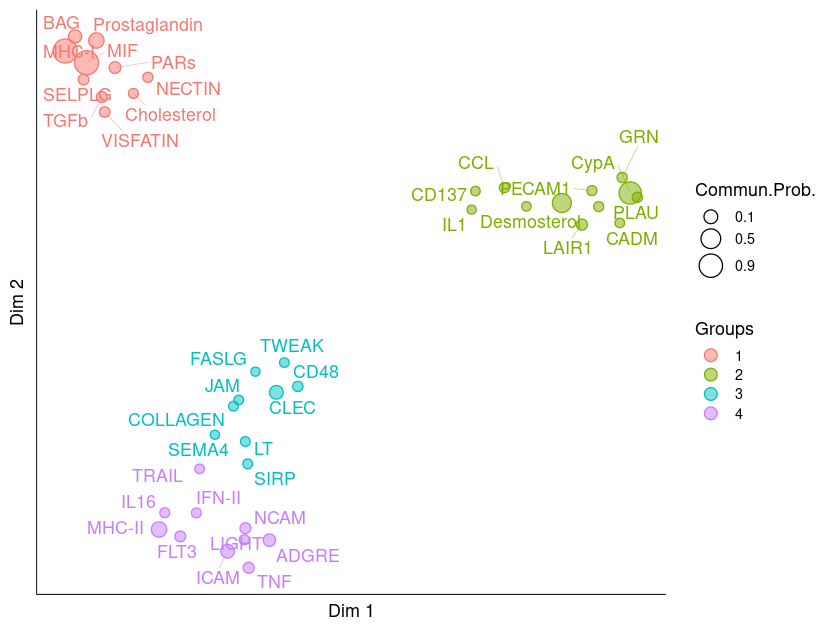 BAG
Prostaglandin
MHC-I
MIF
PARs
NECTIN
SELPLG
Cholesterol
TGFb
VISFATIN
GRN
CCL
CypA
CD137
PECAM1
IL1
Desmosterol
PLAU
LAIR1
CADM
TWEAK
FASLG
CD48
JAM
CLEC
COLLAGEN
SEMA4
LT
SIRP
TRAIL
IL16
IFN-II
MHC-II
NCAM
FLT3
LIGHT
ADGRE
ICAM
TNF
Dim 2
Dim 1
Commun.Prob.
0.1
0.5
0.9
Groups
1
2
3
4